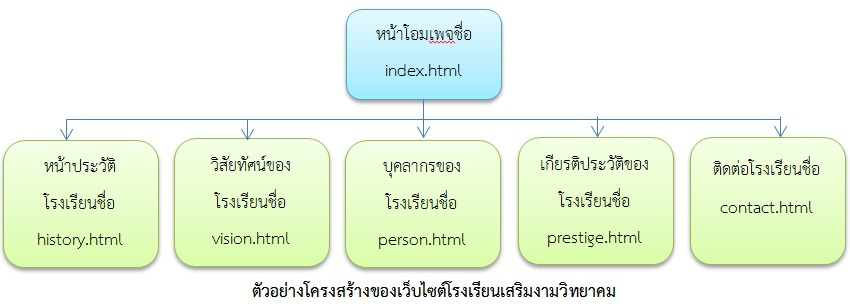 หน้าโอมเพจชื่อ
index.html
หน้าประวัติ
โรงเรียนชื่อ
history.html
วิสัยทัศน์ของ
โรงเรียนชื่อ
vision.html
บุคลากรของ
โรงเรียนชื่อ
person.html
เกียรติประวัติของ
โรงเรียนชื่อ
prestige.html
ติดต่อโรงเรียนชื่อ
contact.html
ตัวอย่างโครงสร้างของเว็บไซต์โรงเรียนเสริมงามวิทยาคม